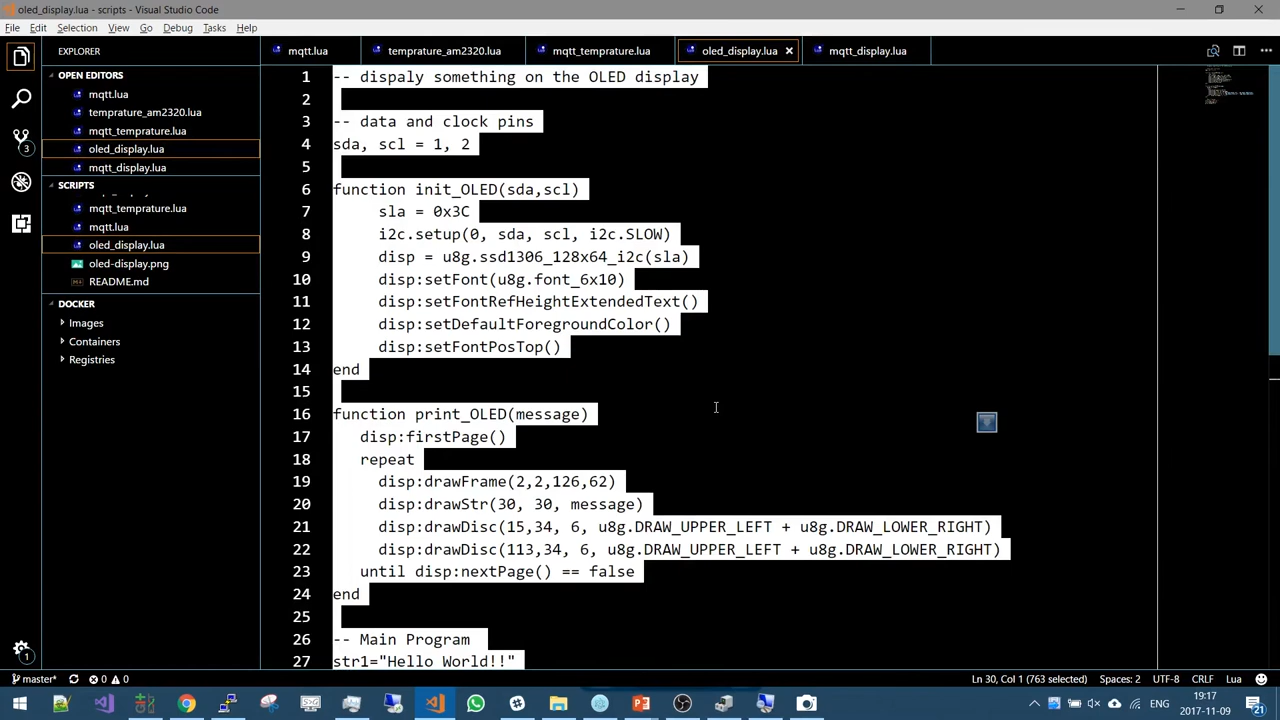 oled_display.lua - scripts - Visual Studio Code
File Edit Selection View Go Debug Tasks Help
EXPLORER
mqtt.lua
temprature_am2320.lua
mqtt_temprature.lua
oled_display.lua
mqtt_display.lua
OPEN EDITORS
mqtt.lua
temprature_am2320.lua
mqtt_temprature.lua
oled_display.lua
mqtt_display.lua
SCRIPTS
mqtt_temprature.lua
mqtt.lua
oled_display.lua
oled-display.png
README.md
DOCKER
Images
Containers
Registries
3
1
1 -- dispaly something on the OLED display
2
3 -- data and clock pins
4 sda, scl = 1, 2
5
6 function init_OLED(sda,scl)
7 sla = 0x3C
8 i2c.setup(0, sda, scl, i2c.SLOW)
9 disp = u8g.ssd1306_128x64_i2c(sla)
10 disp:setFont(u8g.font_6x10)
11 disp:setFontRefHeightExtendedText()
12 disp:setDefaultForegroundColor()
13 disp:setFontPosTop()
14 end
15
16 function print_OLED(message)
17 disp:firstPage()
18 repeat
19 disp:drawFrame(2,2,126,62)
20 disp:drawStr(30, 30, message)
21 disp:drawDisc(15,34, 6, u8g.DRAW_UPPER_LEFT + u8g.DRAW_LOWER_RIGHT)
22 disp:drawDisc(113,34, 6, u8g.DRAW_UPPER_LEFT + u8g.DRAW_LOWER_RIGHT)
23 until disp:nextPage() == false
24 end
25
26 -- Main Program
27 str1="Hello World!!"
master* 0 0 Ln 30, Col 1 (763 selected) Spaces: 2 UTF-8 CRLF Lua
ENG 19:17
2017-11-09
21